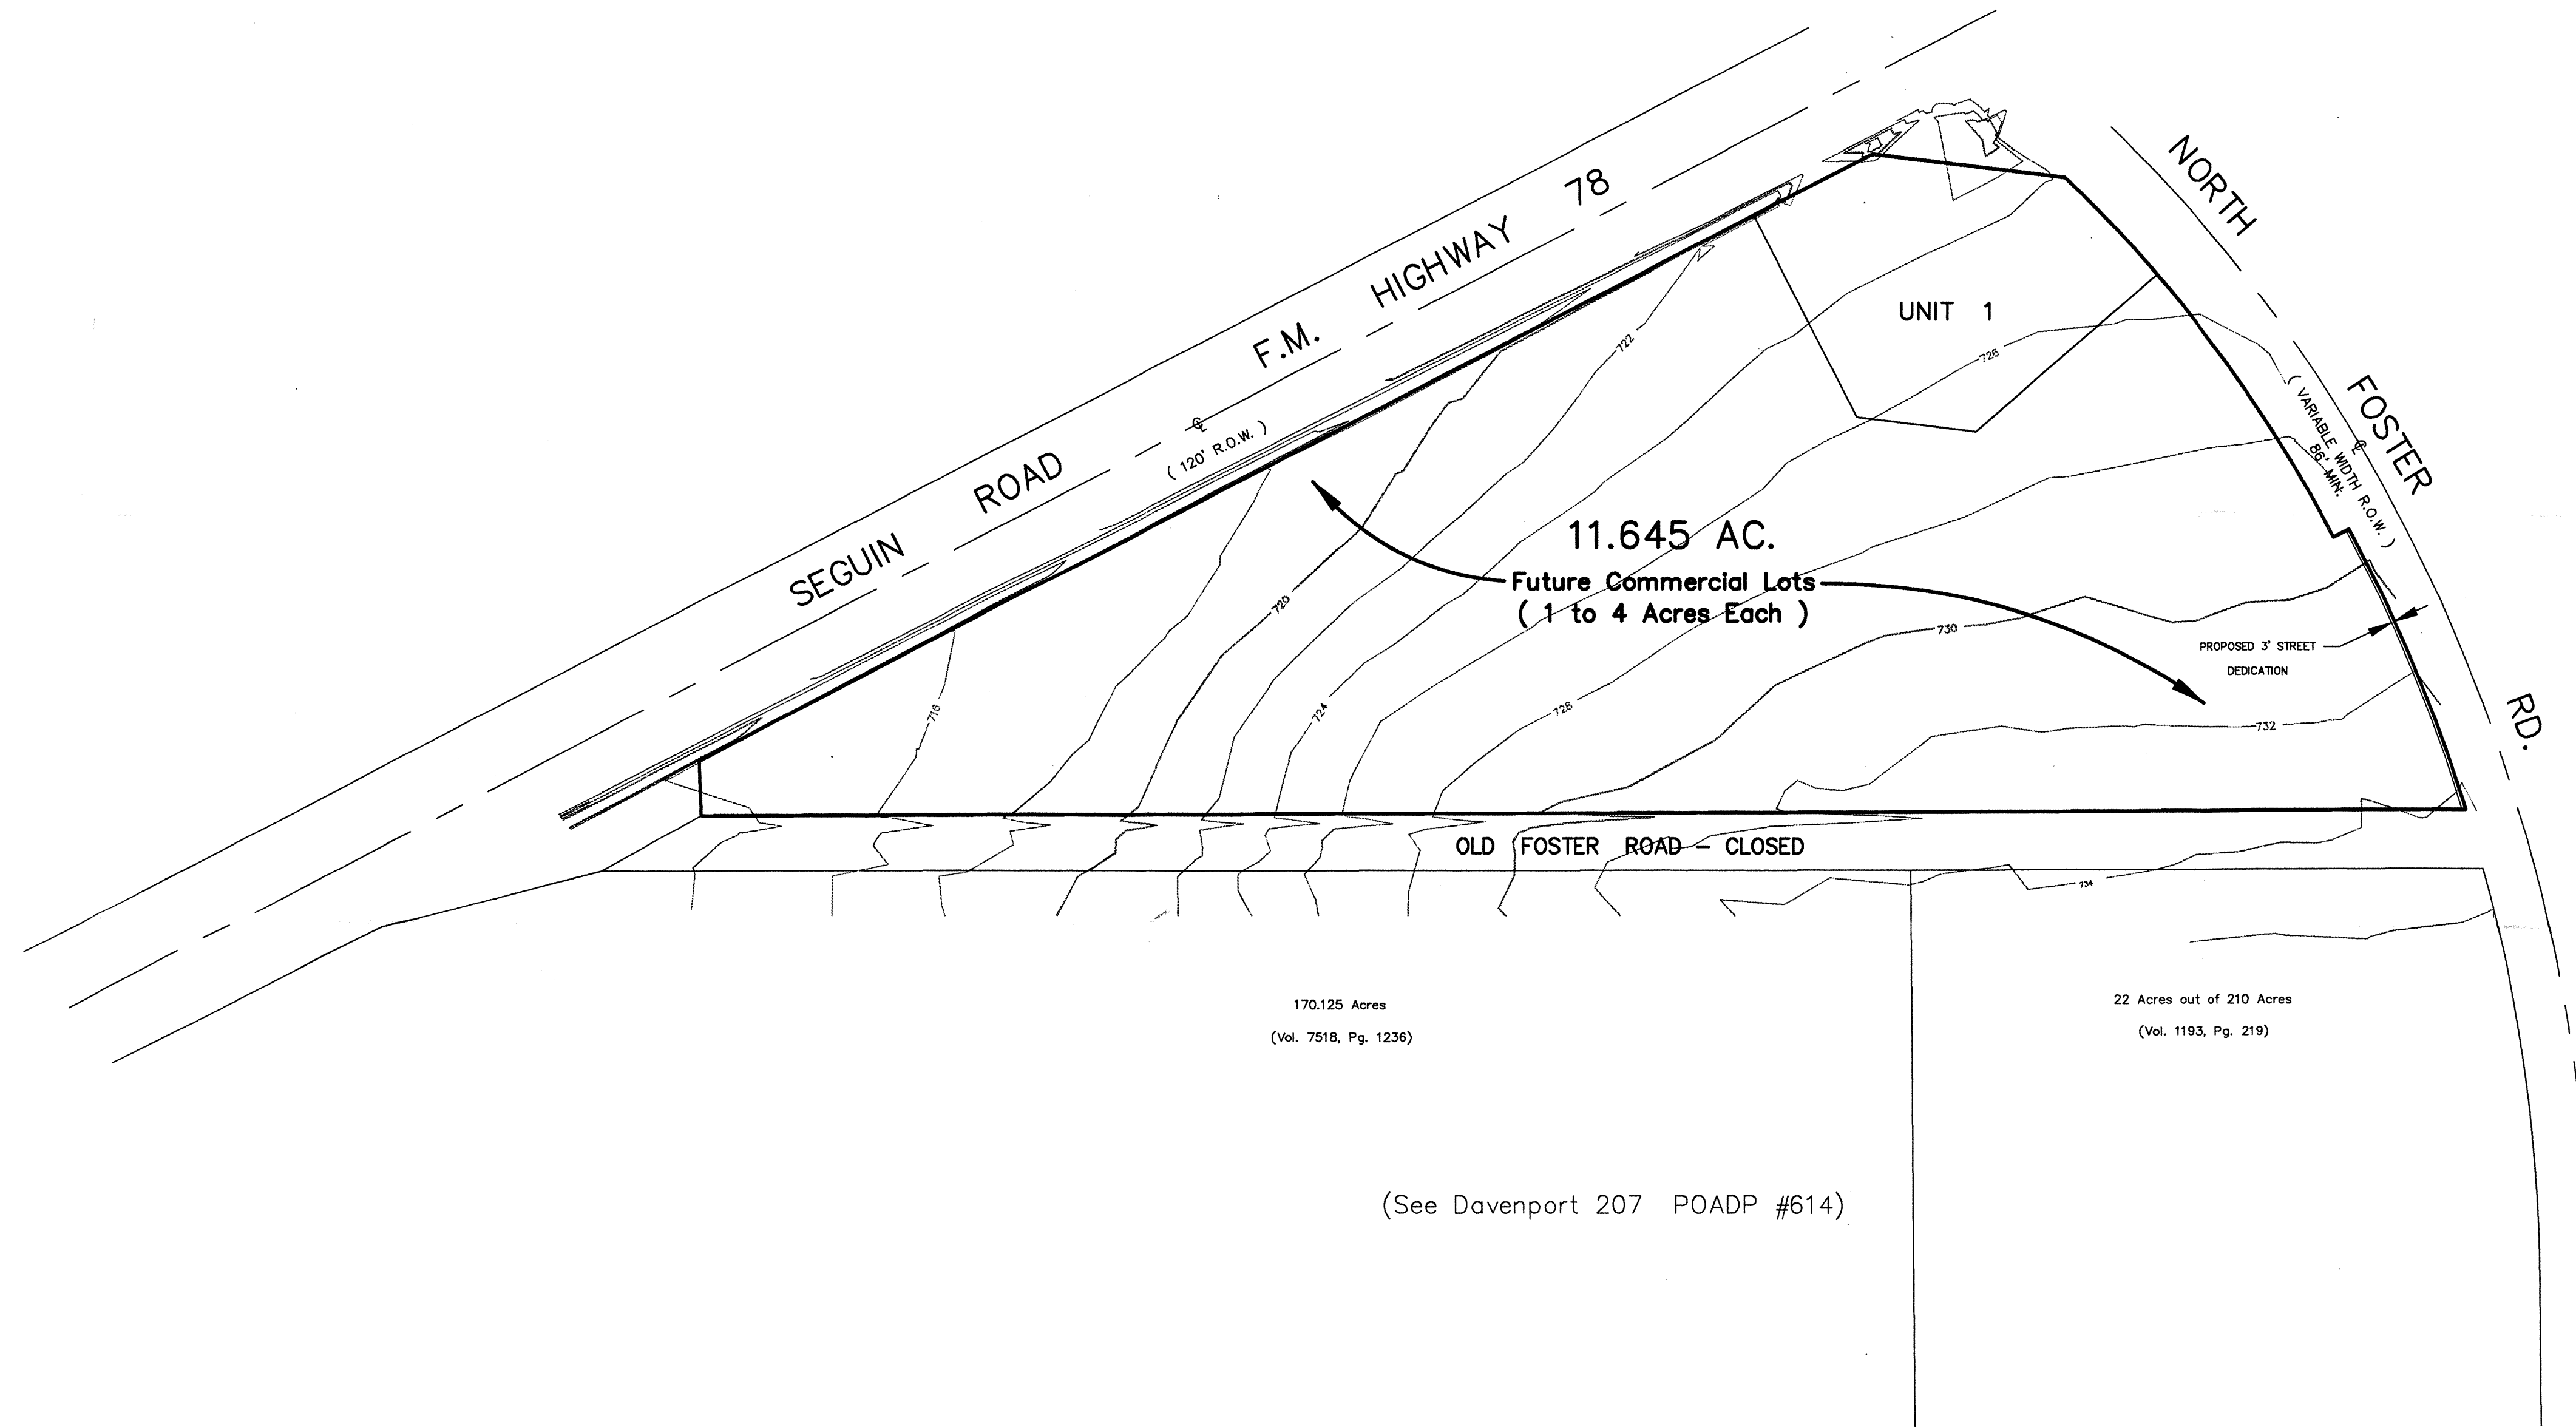 SEGUIN ROAD F.M. HIGHWAY 78
( 120' R.O.W. )
NORTH FOSTER RD.
( VARIABLE WIDTH R.O.W. )
86' MIN.
UNIT 1
722
726
11.645 AC.
Future Commercial Lots
( 1 to 4 Acres Each )
720
730
PROPOSED 3' STREET
DEDICATION
716
724
728
732
OLD FOSTER ROAD - CLOSED
734
170.125 Acres
(Vol. 7518, Pg. 1236)
22 Acres out of 210 Acres
(Vol. 1193, Pg. 219)
(See Davenport 207 POADP #614)